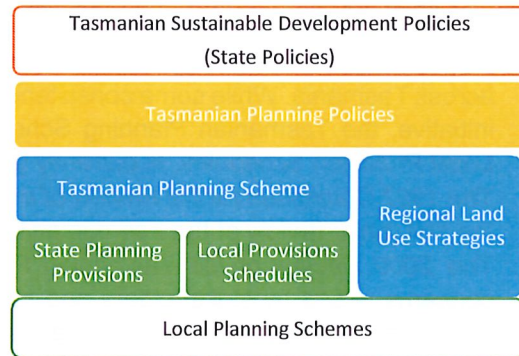 Tasmanian Sustainable Development Policies
(State Policies)
Tasmanian Planning Policies
Tasmanian Planning Scheme
Regional Land
Use Strategies
State Planning
Provisions
Local Provisions
Schedules
Local Planning Schemes